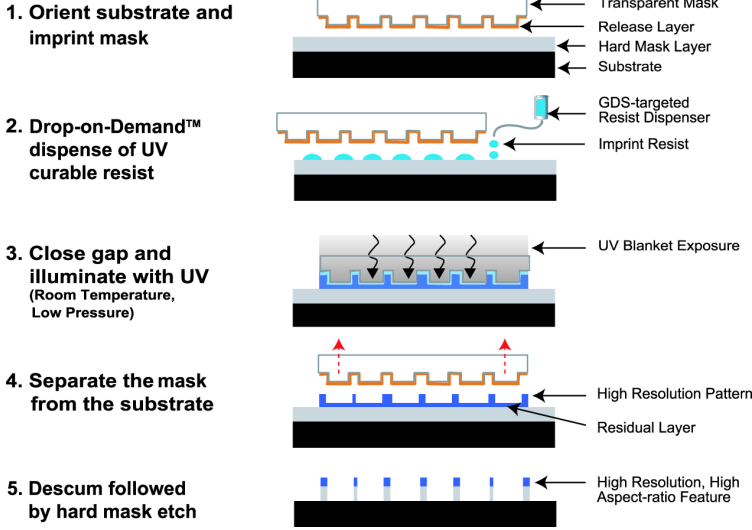 1. Orient substrate and
imprint mask
Transparent Mask
Release Layer
Hard Mask Layer
Substrate
2. Drop-on-Demand™
dispense of UV
curable resist
GDS-targeted
Resist Dispenser
Imprint Resist
3. Close gap and
illuminate with UV
(Room Temperature,
Low Pressure)
UV Blanket Exposure
4. Separate the mask
from the substrate
High Resolution Pattern
Residual Layer
5. Descum followed
by hard mask etch
High Resolution, High
Aspect-ratio Feature